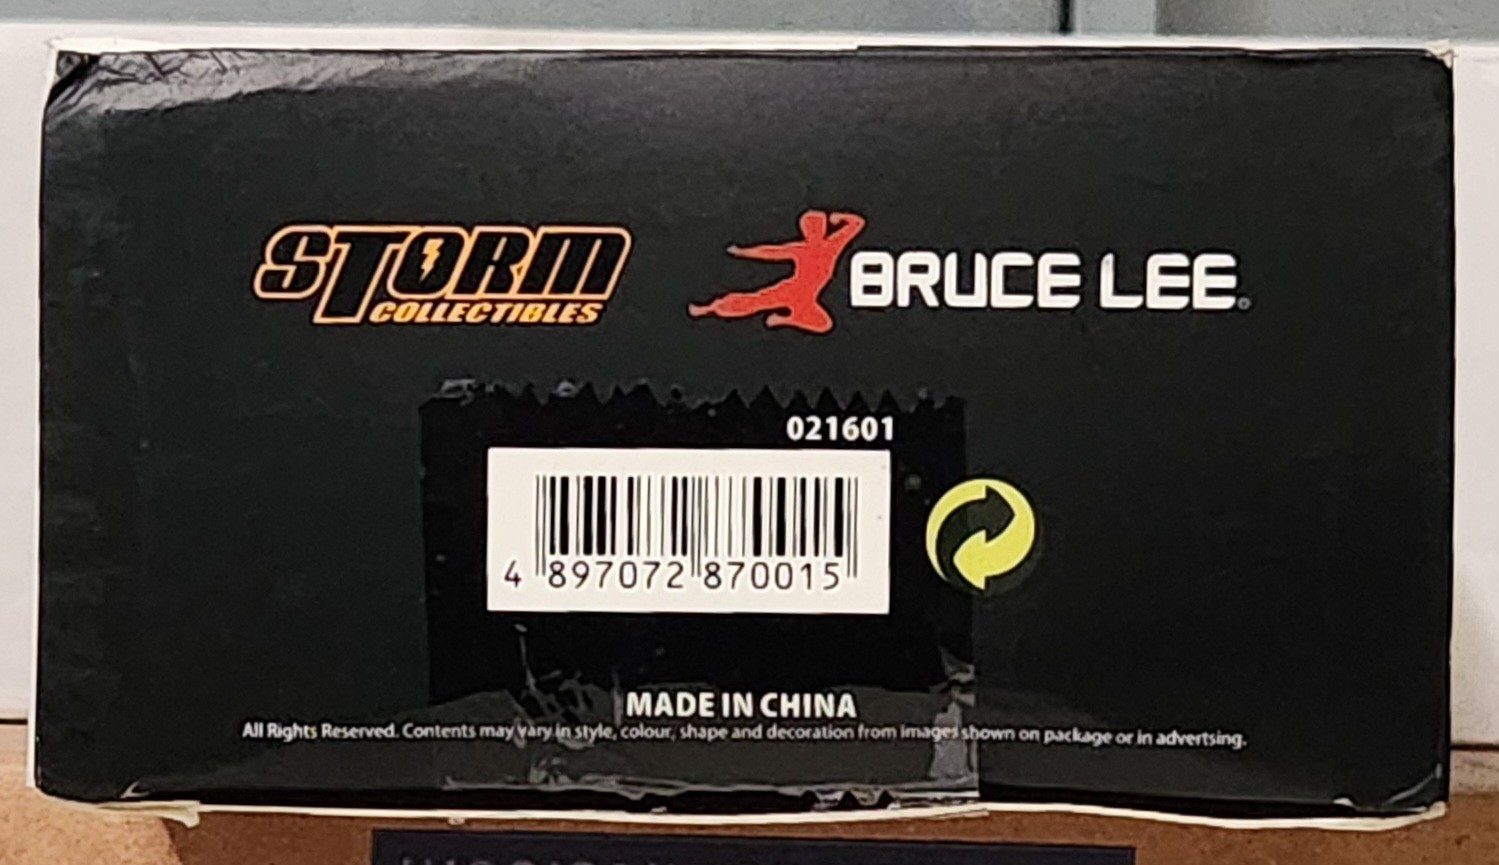 STORM
COLLECTIBLES
BRUCE LEE®
021601
4 897072 870015
MADE IN CHINA
All Rights Reserved. Contents may vary in style, colour, shape and decoration from images shown on package or in advertsing.